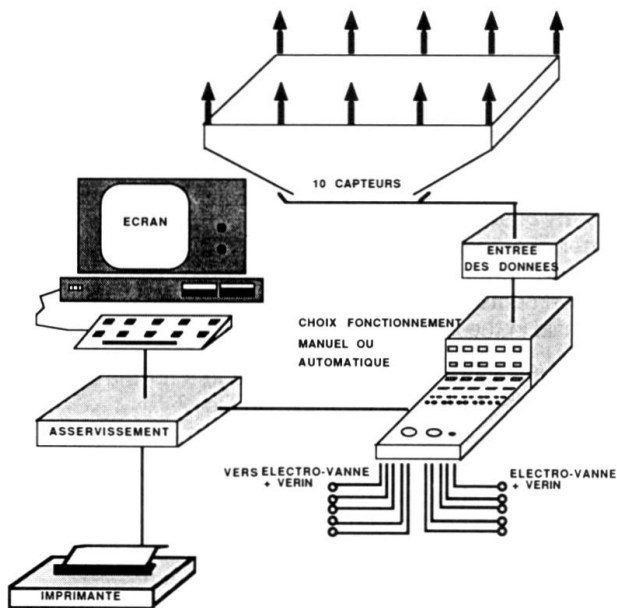 10 CAPTEURS
ECRAN
ENTREE
DES DONNEES
CHOIX FONCTIONNEMENT
MANUEL OU
AUTOMATIQUE
ASSERVISSEMENT
VERS ELECTRO-VANNE
+ VERIN
ELECTRO-VANNE
+ VERIN
IMPRIMANTE